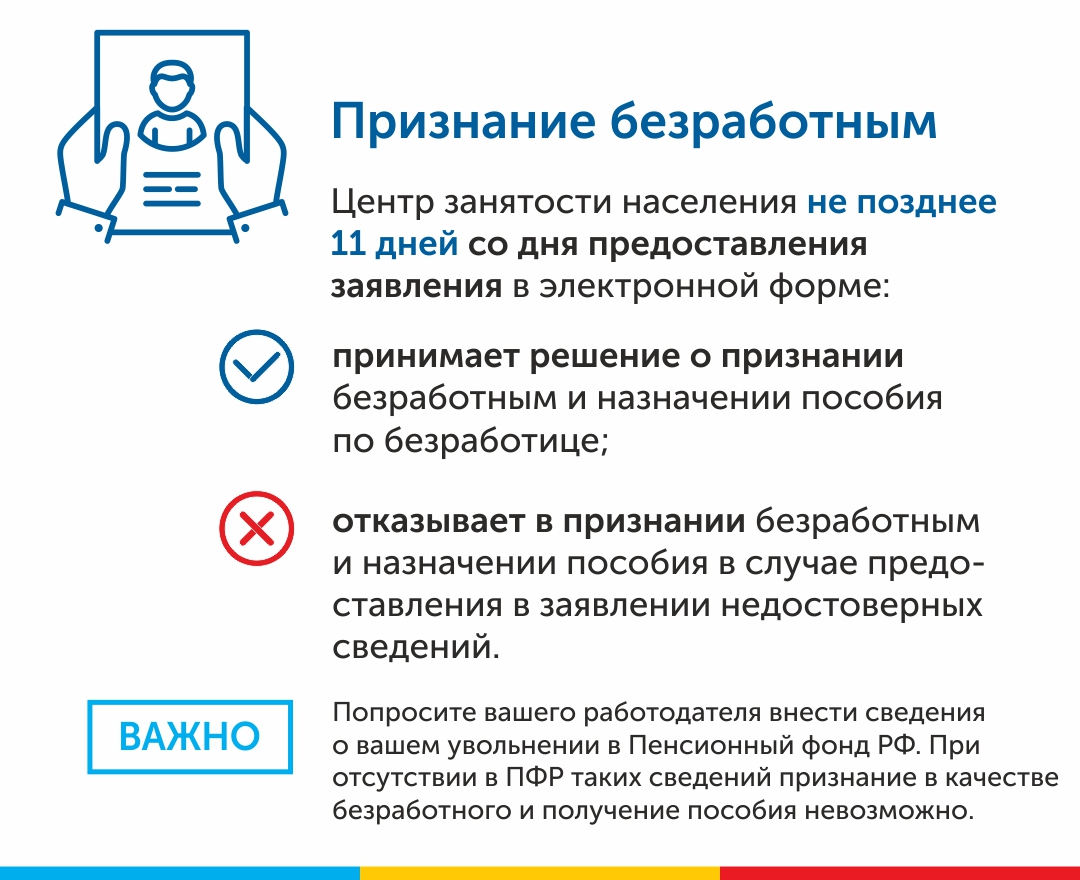 Признание безработным
Центр занятости населения не позднее
11 дней со дня предоставления
заявления в электронной форме:
принимает решение о признании
безработным и назначении пособия
по безработице;
отказывает в признании безработным
и назначении пособия в случае предо-
ставления в заявлении недостоверных
сведений.
ВАЖНО
Попросите вашего работодателя внести сведения
о вашем увольнении в Пенсионный фонд РФ. При
отсутствии в ПФР таких сведений признание в качестве
безработного и получение пособия невозможно.